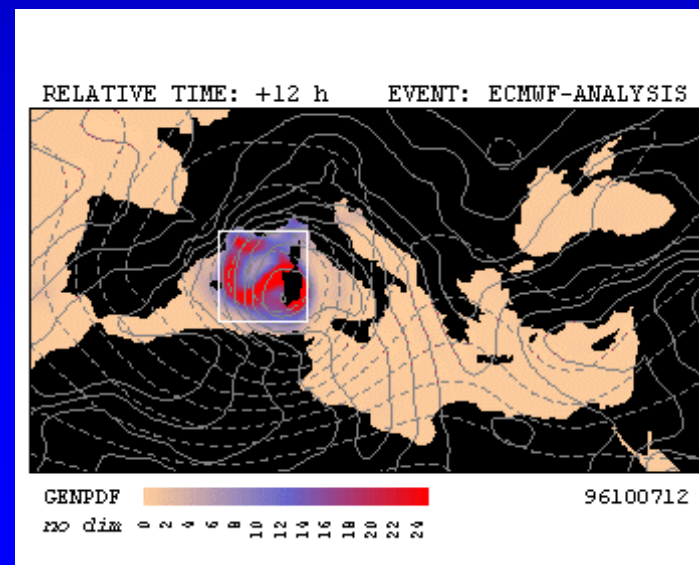 RELATIVE TIME: +12 h EVENT: ECMWF-ANALYSIS
GENPDF 96100712
no dim 0 2 4 6 8 10 12 14 16 18 20 22 24